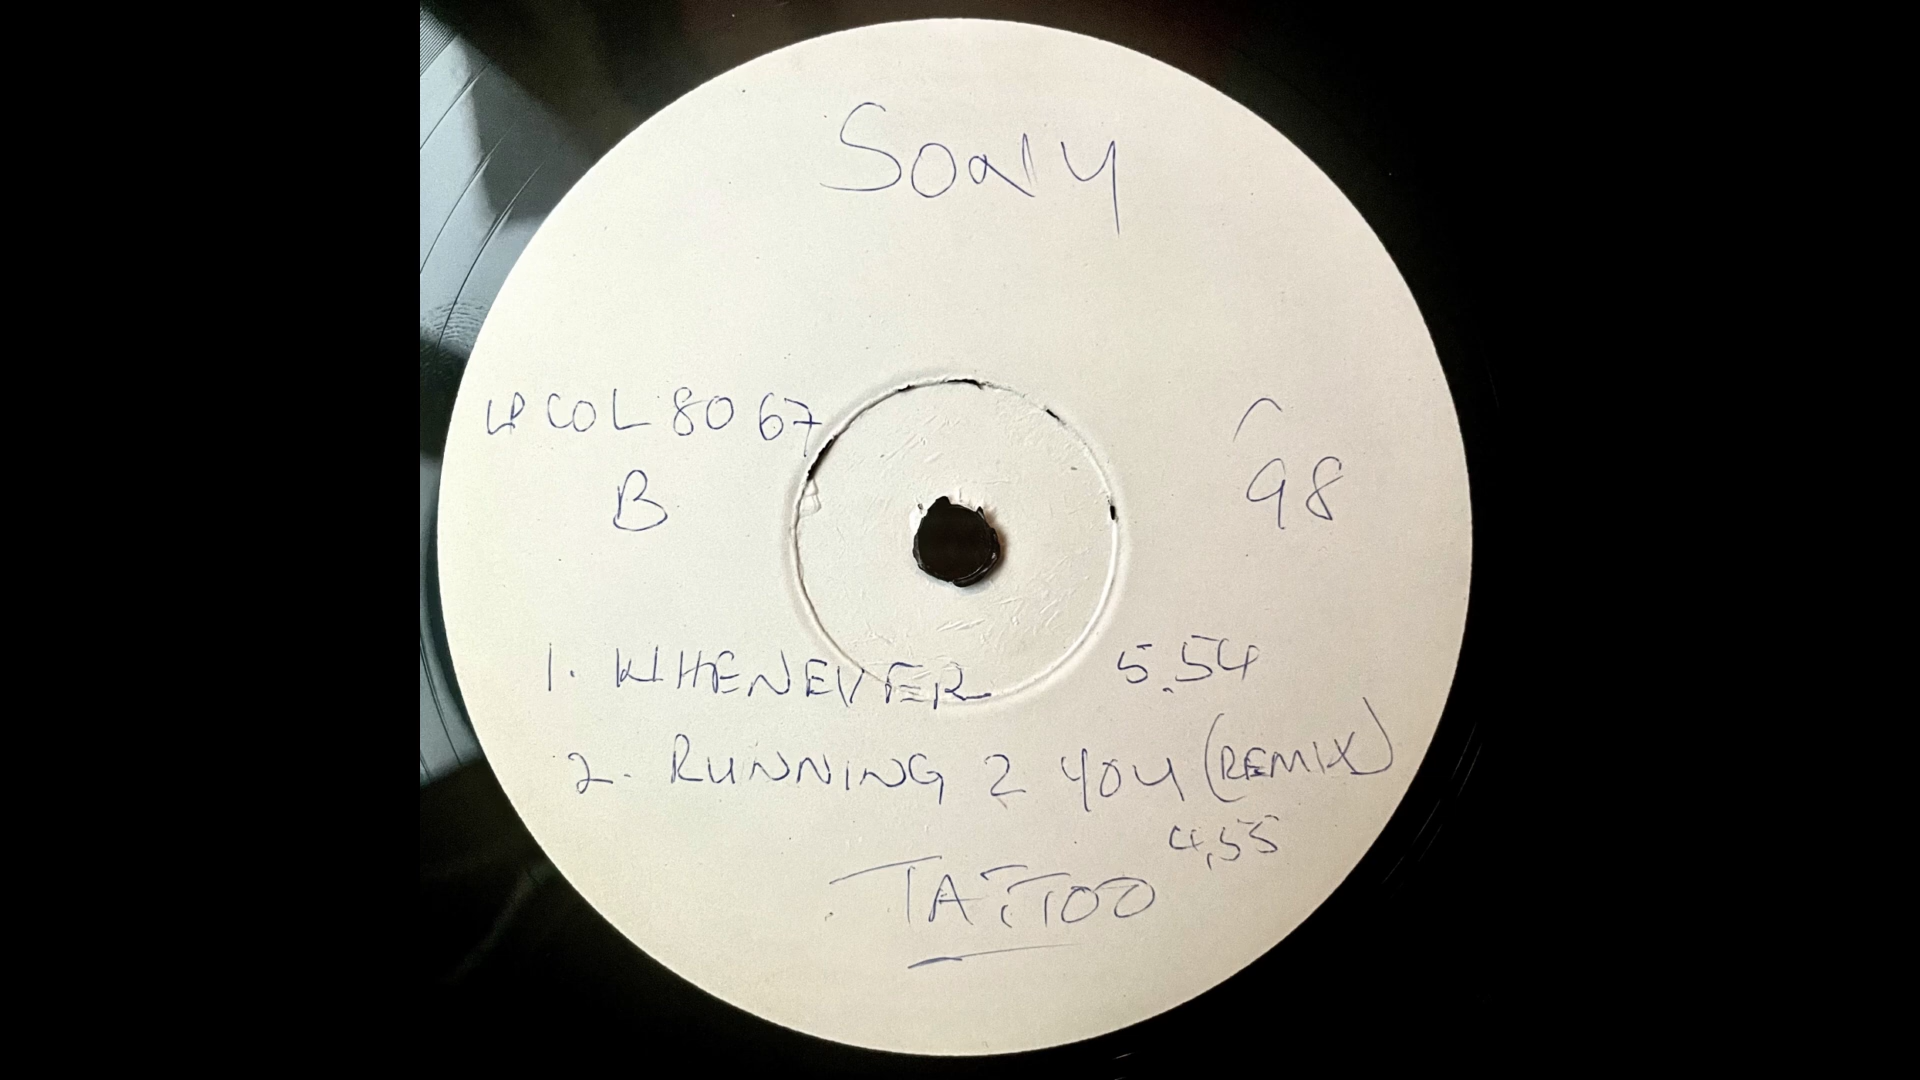 Sony
LP COL 8067
98
B
1. WHENEVER 5.54
2. RUNNING 2 YOU (REMIX)
4,55
TATTOO